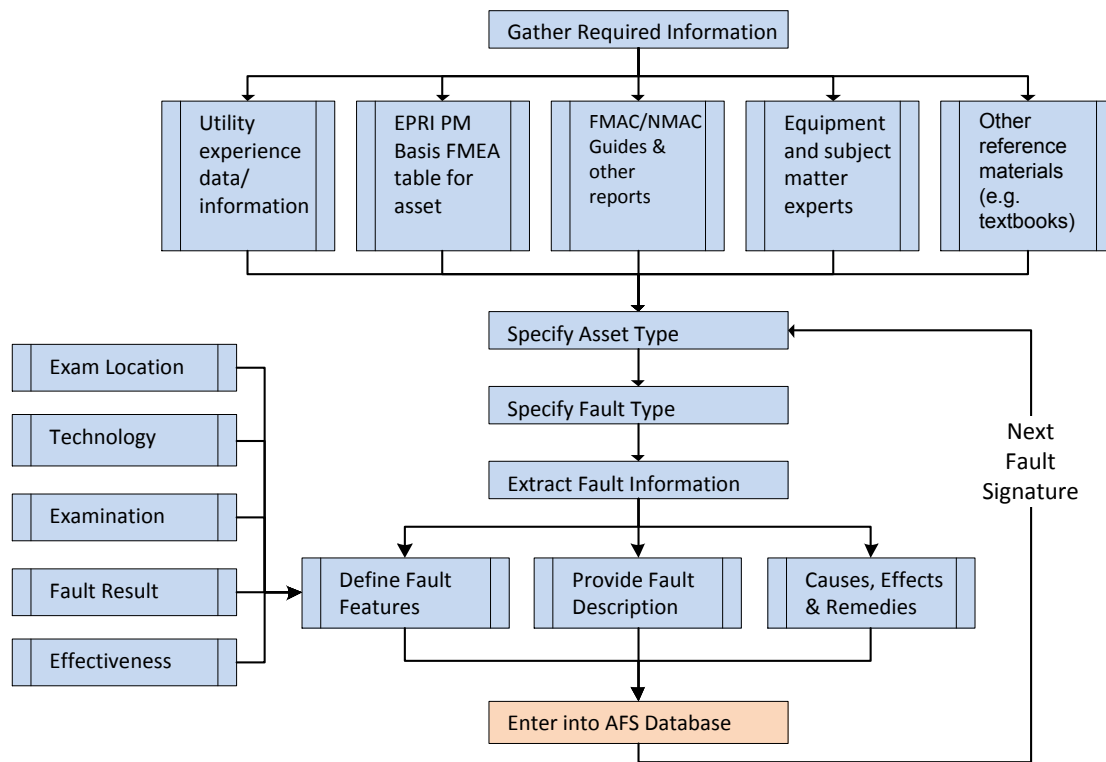 Gather Required Information
Utility
experience
data/
information
EPRI PM
Basis FMEA
table for
asset
FMAC/NMAC
Guides &
other
reports
Equipment
and subject
matter
experts
Other
reference
materials
(e.g.
textbooks)
Specify Asset Type
Specify Fault Type
Extract Fault Information
Next
Fault
Signature
Exam Location
Technology
Examination
Fault Result
Effectiveness
Define Fault
Features
Provide Fault
Description
Causes, Effects
& Remedies
Enter into AFS Database